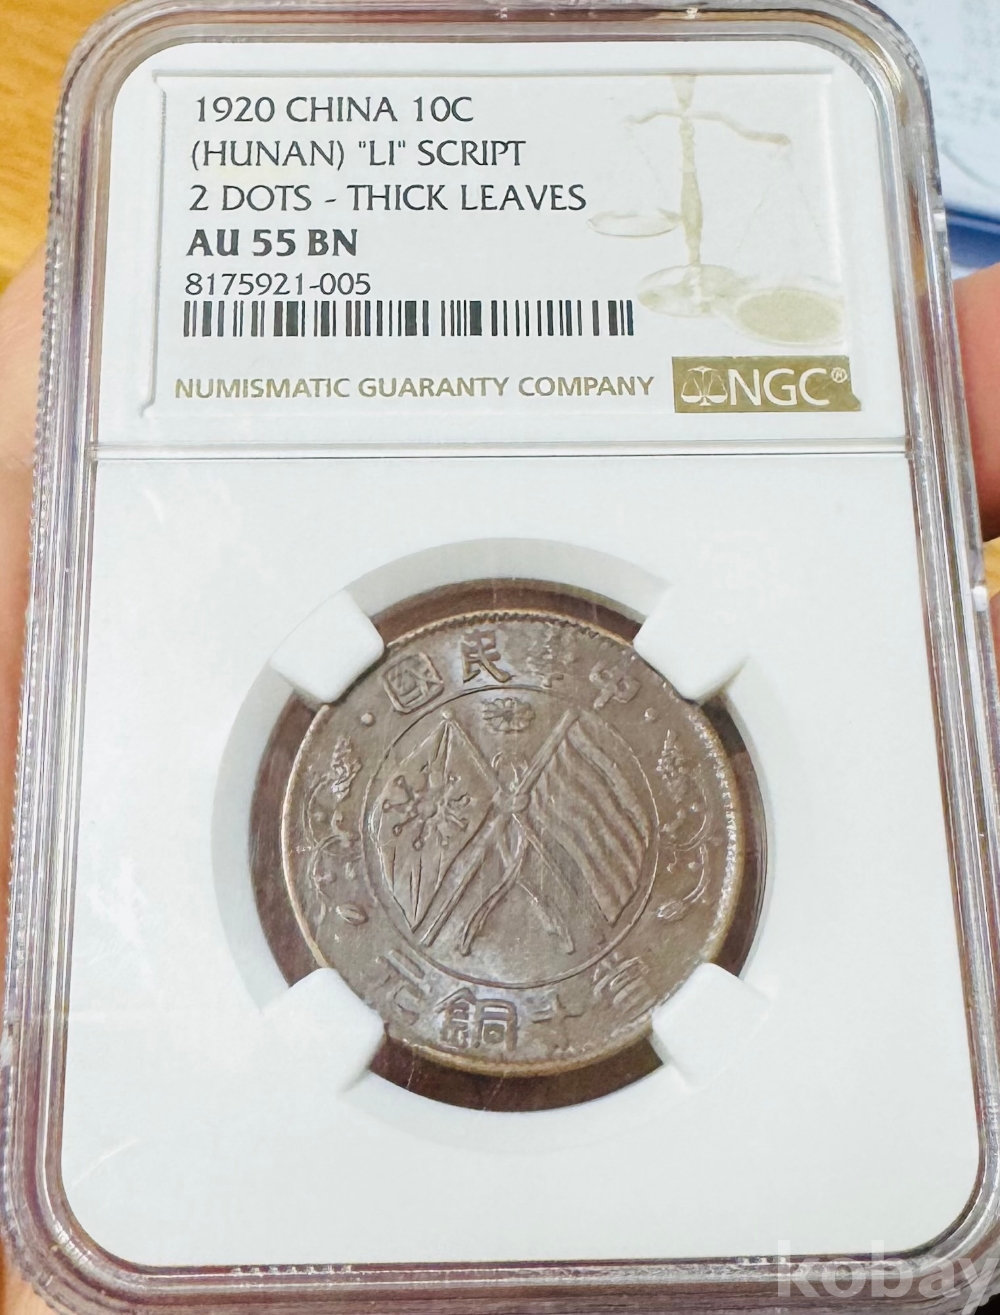 1920 CHINA 10C
(HUNAN) "LI" SCRIPT
2 DOTS - THICK LEAVES
AU 55 BN
8175921-005
NUMISMATIC GUARANTY COMPANY
NGC®
中華民國
當十銅元
kobay